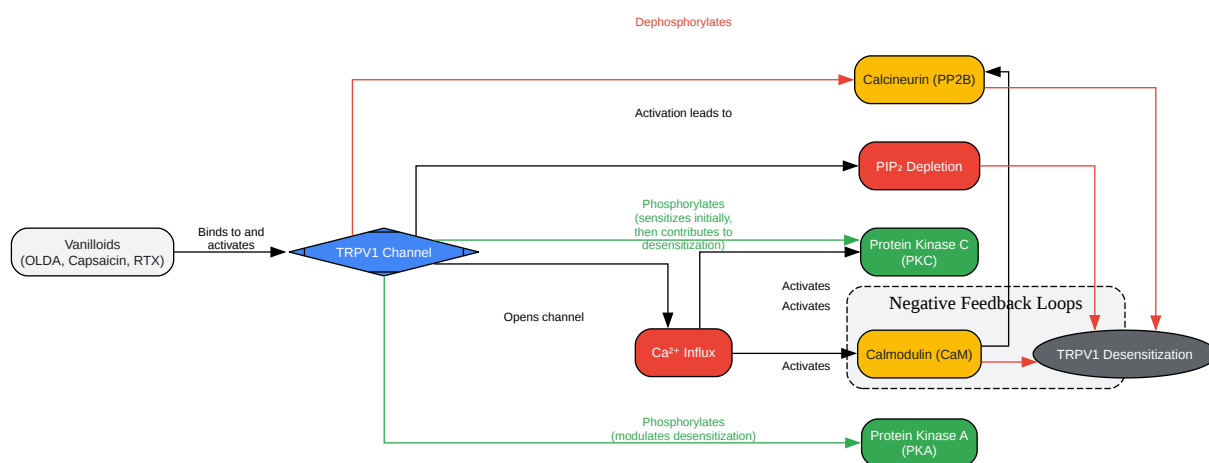 Dephosphorylates
Calcineurin (PP2B)
Activation leads to
PIP₂ Depletion
Phosphorylates
(sensitizes initially,
then contributes to
desensitization)
Binds to and
activates
Vanilloids
(OLDA, Capsaicin, RTX)
TRPV1 Channel
Protein Kinase C
(PKC)
Activates
Activates
Negative Feedback Loops
Opens channel
Ca²⁺ Influx
Calmodulin (CaM)
TRPV1 Desensitization
Activates
Phosphorylates
(modulates desensitization)
Protein Kinase A
(PKA)